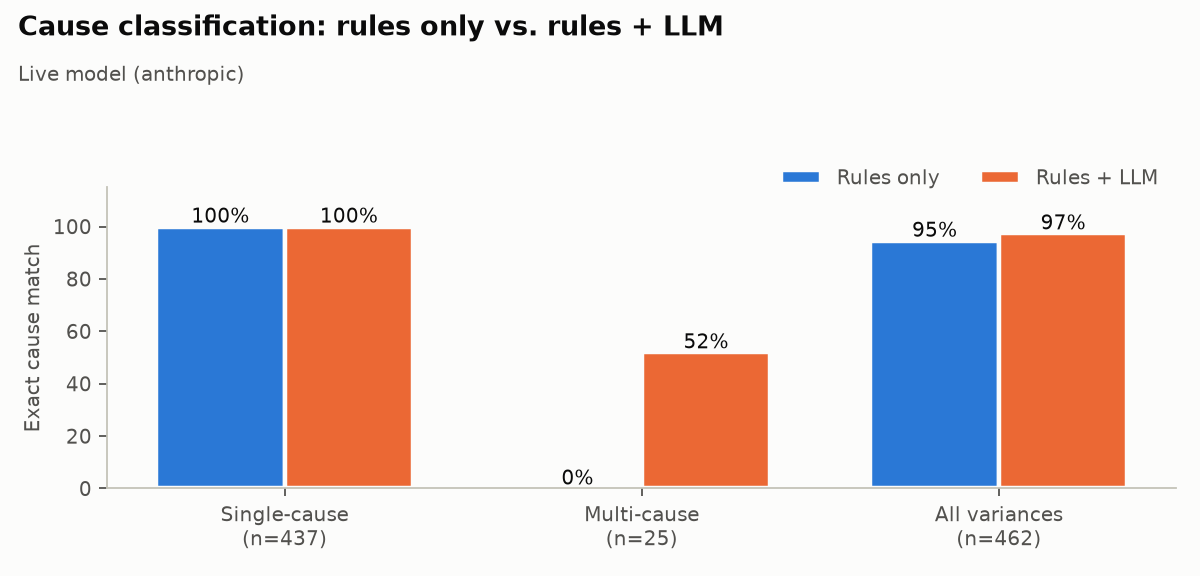 Cause classification: rules only vs. rules + LLM
Live model (anthropic)
Rules only
Rules + LLM
Exact cause match
100
80
60
40
20
0
100%
100%
0%
52%
95%
97%
Single-cause
(n=437)
Multi-cause
(n=25)
All variances
(n=462)